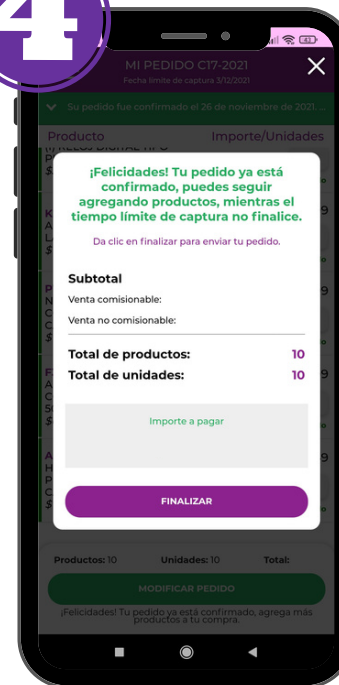 4
MI PEDIDO C17-2021
Fecha límite de captura 3/12/2021
Su pedido fue confirmado el 26 de noviembre de 2021. ...
Producto Importe/Unidades
¡Felicidades! Tu pedido ya está
confirmado, puedes seguir
agregando productos, mientras el
tiempo límite de captura no finalice.
Da clic en finalizar para enviar tu pedido.
Subtotal
Venta comisionable:
Venta no comisionable:
Total de productos: 10
Total de unidades: 10
Importe a pagar
FINALIZAR
Productos: 10 Unidades: 10 Total:
MODIFICAR PEDIDO
¡Felicidades! Tu pedido ya está confirmado, agrega más
productos a tu compra.